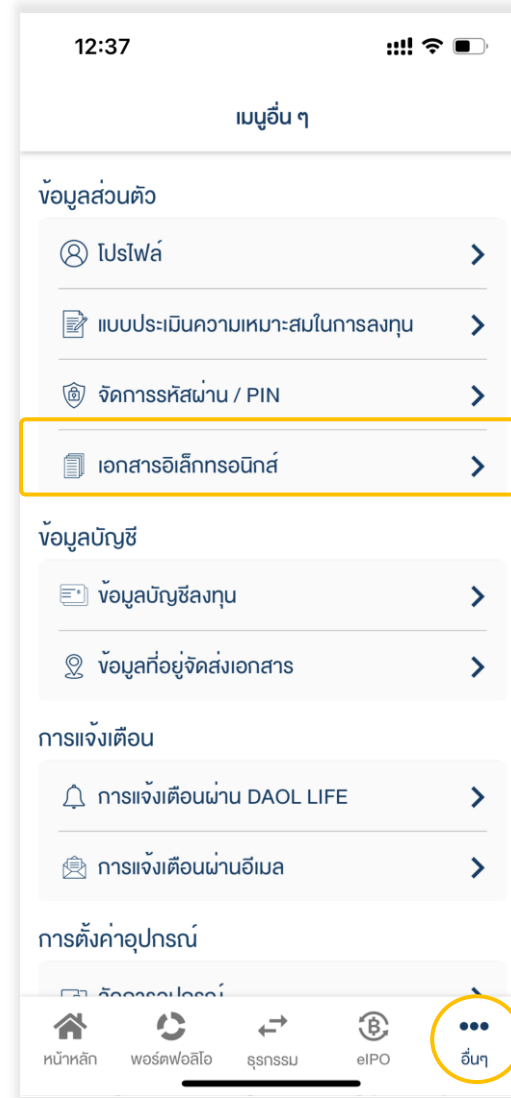 12:37
เมนูอื่น ๆ
ข้อมูลส่วนตัว
โปรไฟล์
แบบประเมินความเหมาะสมในการลงทุน
จัดการรหัสผ่าน / PIN
เอกสารอิเล็กทรอนิกส์
ข้อมูลบัญชี
ข้อมูลบัญชีลงทุน
ข้อมูลที่อยู่จัดส่งเอกสาร
การแจ้งเตือน
การแจ้งเตือนผ่าน DAOL LIFE
การแจ้งเตือนผ่านอีเมล
การตั้งค่าอุปกรณ์
จัดการอุปกรณ์
หน้าหลัก พอร์ตฟอลิโอ ธุรกรรม eIPO อื่นๆ